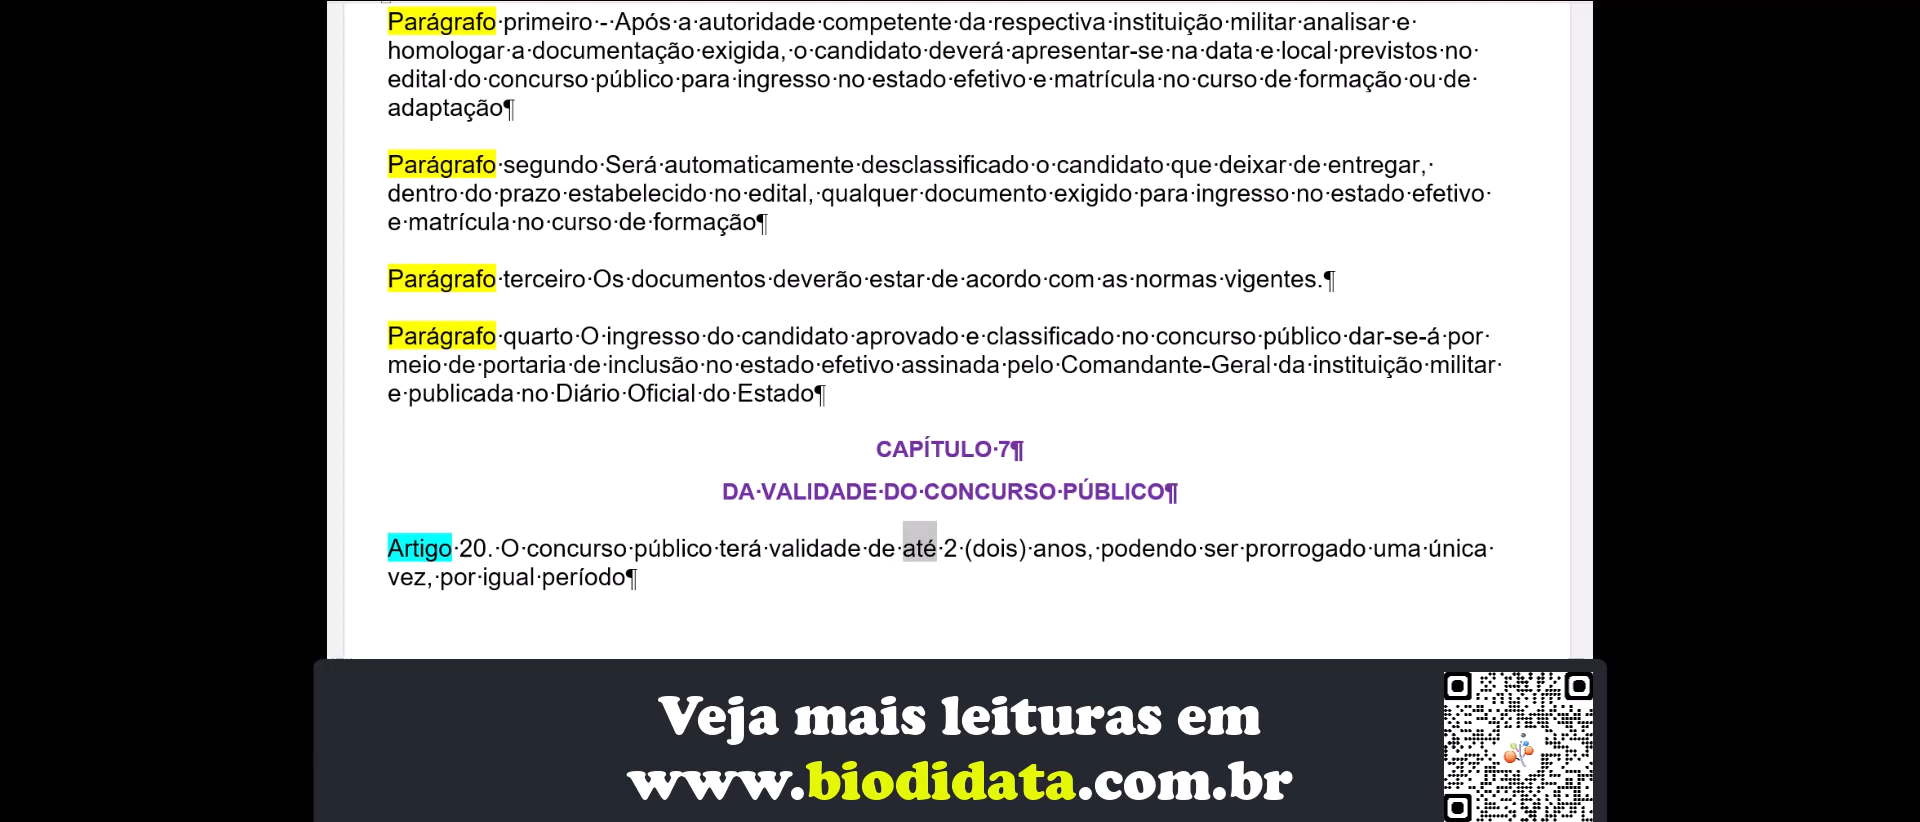 Parágrafo·primeiro·-·Após·a·autoridade·competente·da·respectiva·instituição·militar·analisar·e·
homologar·a·documentação·exigida,·o·candidato·deverá·apresentar-se·na·data·e·local·previstos·no·
edital·do·concurso·público·para·ingresso·no·estado·efetivo·e·matrícula·no·curso·de·formação·ou·de·
adaptação¶
Parágrafo·segundo·Será·automaticamente·desclassificado·o·candidato·que·deixar·de·entregar,·
dentro·do·prazo·estabelecido·no·edital,·qualquer·documento·exigido·para·ingresso·no·estado·efetivo·
e·matrícula·no·curso·de·formação¶
Parágrafo·terceiro·Os·documentos·deverão·estar·de·acordo·com·as·normas·vigentes.¶
Parágrafo·quarto·O·ingresso·do·candidato·aprovado·e·classificado·no·concurso·público·dar-se-á·por·
meio·de·portaria·de·inclusão·no·estado·efetivo·assinada·pelo·Comandante-Geral·da·instituição·militar·
e·publicada·no·Diário·Oficial·do·Estado¶
CAPÍTULO·7¶
DA·VALIDADE·DO·CONCURSO·PÚBLICO¶
Artigo·20.·O·concurso·público·terá·validade·de·até·2·(dois)·anos,·podendo·ser·prorrogado·uma·única·
vez,·por·igual·período¶
Veja mais leituras em
www.biodidata.com.br